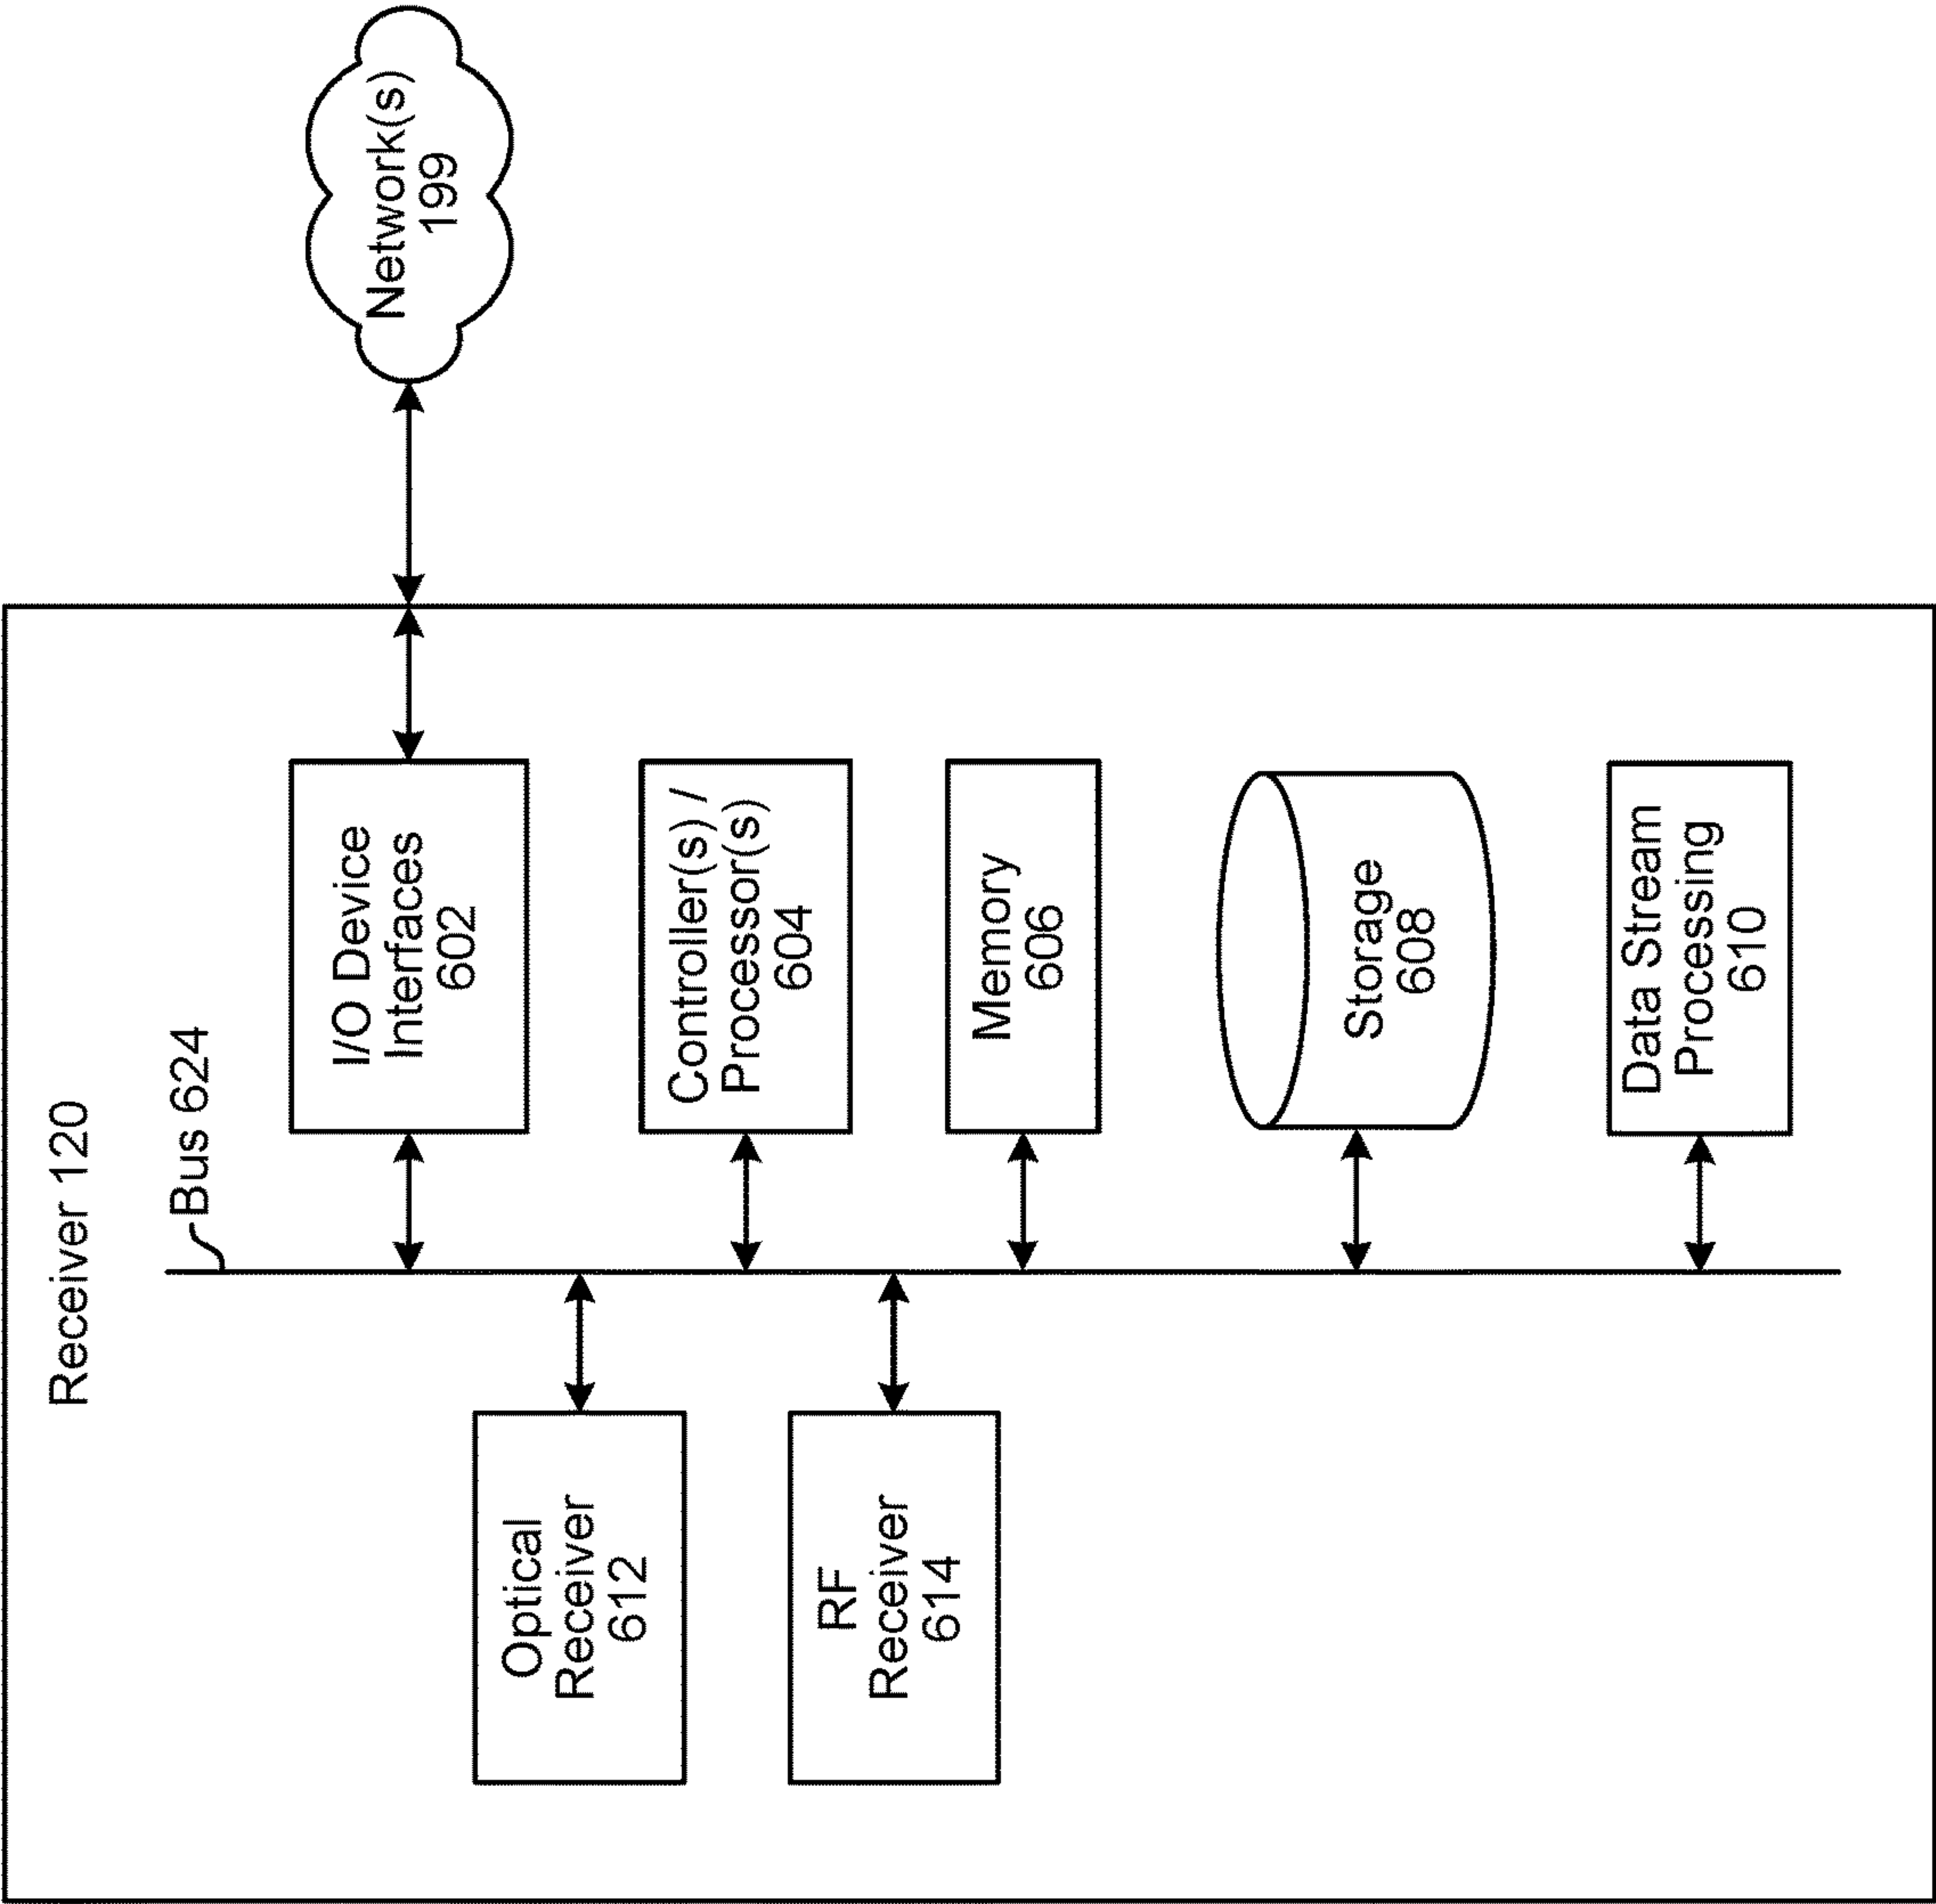 Receiver 120
Bus 624
Optical
Receiver
612
RF
Receiver
614
I/O Device
Interfaces
602
Controller(s) /
Processor(s)
604
Memory
606
Storage
608
Data Stream
Processing
610
Network(s)
199